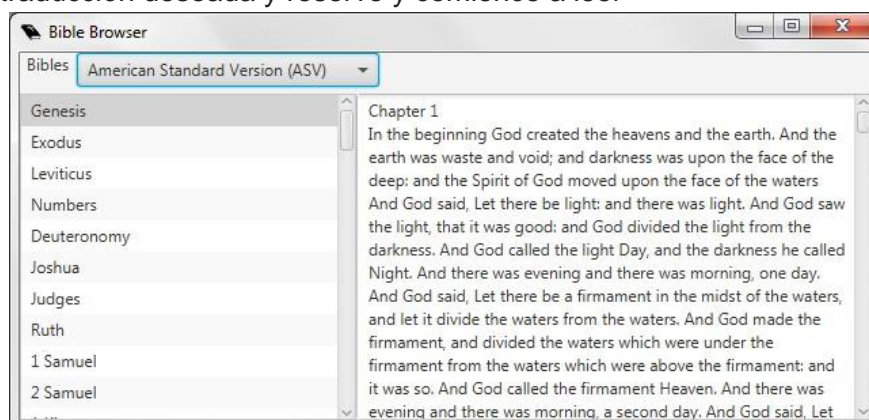 traducción deseada y reserve y comience a leer
Bible Browser
Bibles American Standard Version (ASV)
Genesis
Exodus
Leviticus
Numbers
Deuteronomy
Joshua
Judges
Ruth
1 Samuel
2 Samuel
Chapter 1
In the beginning God created the heavens and the earth. And the
earth was waste and void; and darkness was upon the face of the
deep: and the Spirit of God moved upon the face of the waters
And God said, Let there be light: and there was light. And God saw
the light, that it was good: and God divided the light from the
darkness. And God called the light Day, and the darkness he called
Night. And there was evening and there was morning, one day.
And God said, Let there be a firmament in the midst of the waters,
and let it divide the waters from the waters. And God made the
firmament, and divided the waters which were under the
firmament from the waters which were above the firmament: and
it was so. And God called the firmament Heaven. And there was
evening and there was morning, a second day. And God said, Let